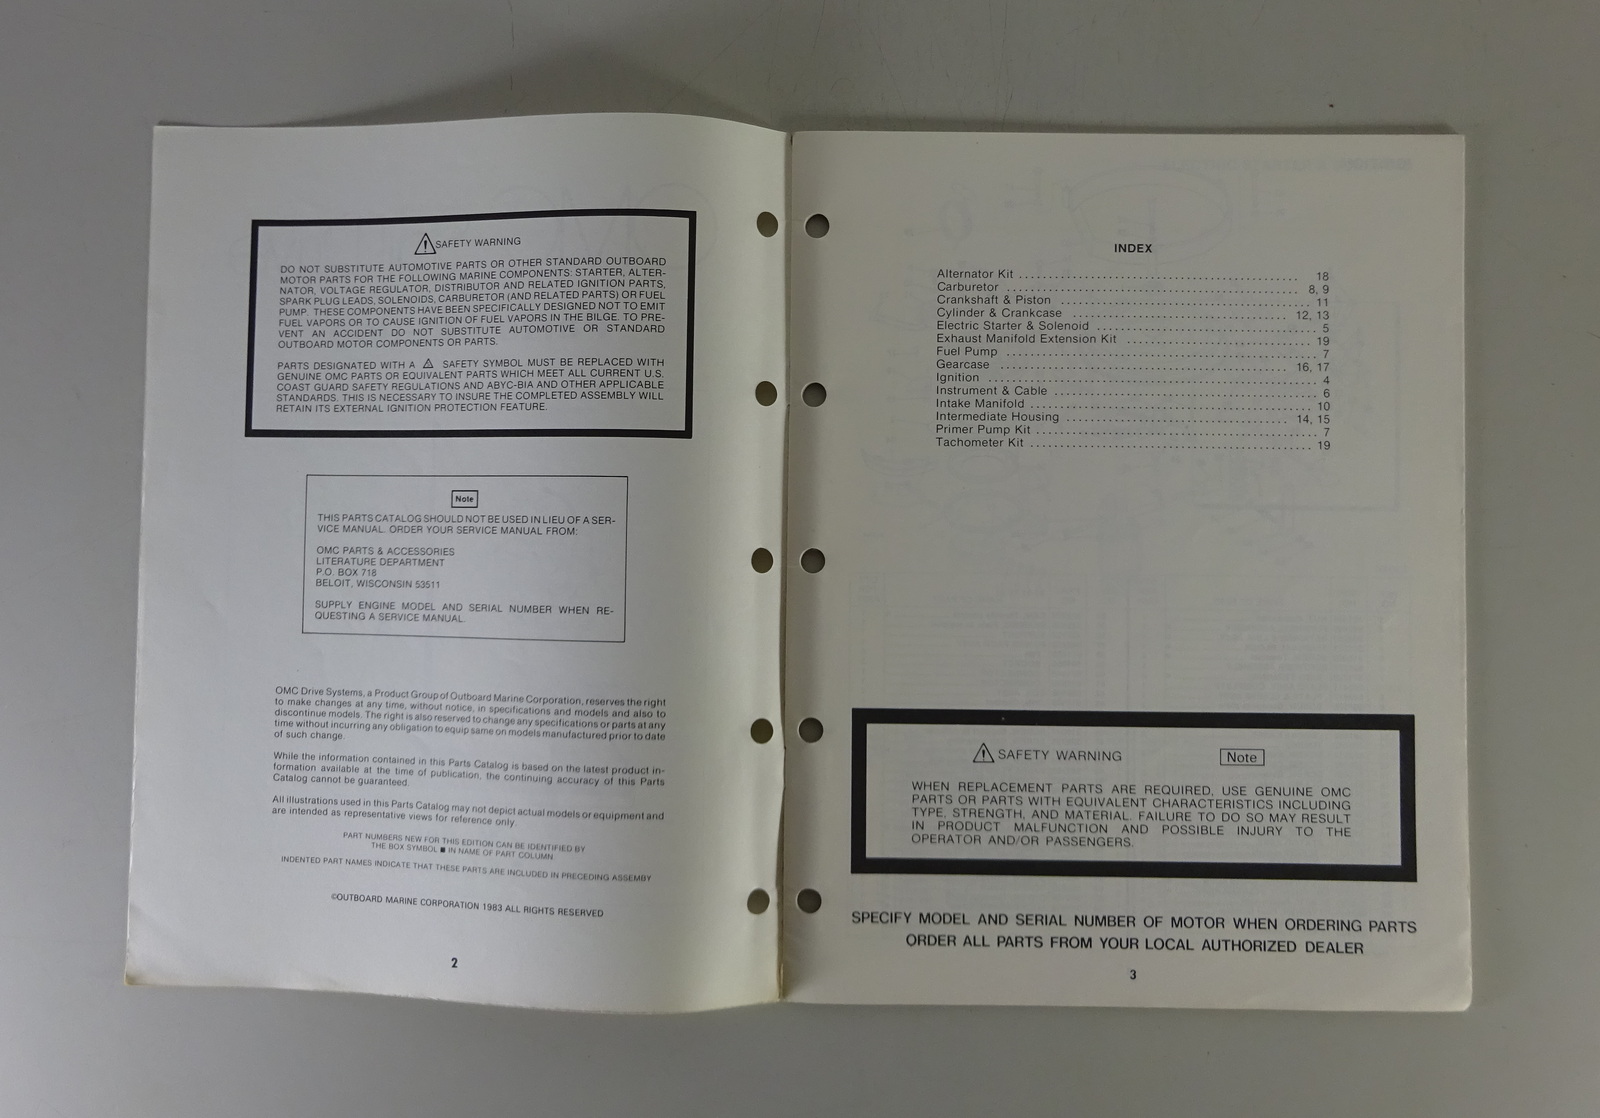 SAFETY WARNING
DO NOT SUBSTITUTE AUTOMOTIVE PARTS OR OTHER STANDARD OUTBOARD
MOTOR PARTS FOR THE FOLLOWING MARINE COMPONENTS: STARTER, ALTER-
NATOR, VOLTAGE REGULATOR, DISTRIBUTOR AND RELATED IGNITION PARTS,
SPARK PLUG LEADS, SOLENOIDS, CARBURETOR (AND RELATED PARTS) OR FUEL
PUMP. THESE COMPONENTS HAVE BEEN SPECIFICALLY DESIGNED NOT TO EMIT
FUEL VAPORS OR TO CAUSE IGNITION OF FUEL VAPORS IN THE BILGE. TO PRE-
VENT AN ACCIDENT DO NOT SUBSTITUTE AUTOMOTIVE OR STANDARD
OUTBOARD MOTOR COMPONENTS OR PARTS.
PARTS DESIGNATED WITH A ⚠ SAFETY SYMBOL MUST BE REPLACED WITH
GENUINE OMC PARTS OR EQUIVALENT PARTS WHICH MEET ALL CURRENT U.S.
COAST GUARD SAFETY REGULATIONS AND ABYC-BIA AND OTHER APPLICABLE
STANDARDS. THIS IS NECESSARY TO INSURE THE COMPLETED ASSEMBLY WILL
RETAIN ITS EXTERNAL IGNITION PROTECTION FEATURE.
Note
THIS PARTS CATALOG SHOULD NOT BE USED IN LIEU OF A SER-
VICE MANUAL. ORDER YOUR SERVICE MANUAL FROM:
OMC PARTS & ACCESSORIES
LITERATURE DEPARTMENT
P.O. BOX 718
BELOIT, WISCONSIN 53511
SUPPLY ENGINE MODEL AND SERIAL NUMBER WHEN RE-
QUESTING A SERVICE MANUAL.
OMC Drive Systems, a Product Group of Outboard Marine Corporation, reserves the right
to make changes at any time, without notice, in specifications and models and also to
discontinue models. The right is also reserved to change any specifications or parts at any
time without incurring any obligation to equip same on models manufactured prior to date
of such change.
While the information contained in this Parts Catalog is based on the latest product in-
formation available at the time of publication, the continuing accuracy of this Parts
Catalog cannot be guaranteed.
All illustrations used in this Parts Catalog may not depict actual models or equipment and
are intended as representative views for reference only.
PART NUMBERS NEW FOR THIS EDITION CAN BE IDENTIFIED BY
THE BOX SYMBOL ■ IN NAME OF PART COLUMN.
INDENTED PART NAMES INDICATE THAT THESE PARTS ARE INCLUDED IN PRECEDING ASSEMBY
©OUTBOARD MARINE CORPORATION 1983 ALL RIGHTS RESERVED
2
INDEX
Alternator Kit ........ 18
Carburetor ........ 8, 9
Crankshaft & Piston ........ 11
Cylinder & Crankcase ........ 12, 13
Electric Starter & Solenoid ........ 5
Exhaust Manifold Extension Kit ........ 19
Fuel Pump ........ 7
Gearcase ........ 16, 17
Ignition ........ 4
Instrument & Cable ........ 6
Intake Manifold ........ 10
Intermediate Housing ........ 14, 15
Primer Pump Kit ........ 7
Tachometer Kit ........ 19
SAFETY WARNING Note
WHEN REPLACEMENT PARTS ARE REQUIRED, USE GENUINE OMC
PARTS OR PARTS WITH EQUIVALENT CHARACTERISTICS INCLUDING
TYPE, STRENGTH, AND MATERIAL. FAILURE TO DO SO MAY RESULT
IN PRODUCT MALFUNCTION AND POSSIBLE INJURY TO THE
OPERATOR AND/OR PASSENGERS.
SPECIFY MODEL AND SERIAL NUMBER OF MOTOR WHEN ORDERING PARTS
ORDER ALL PARTS FROM YOUR LOCAL AUTHORIZED DEALER
3